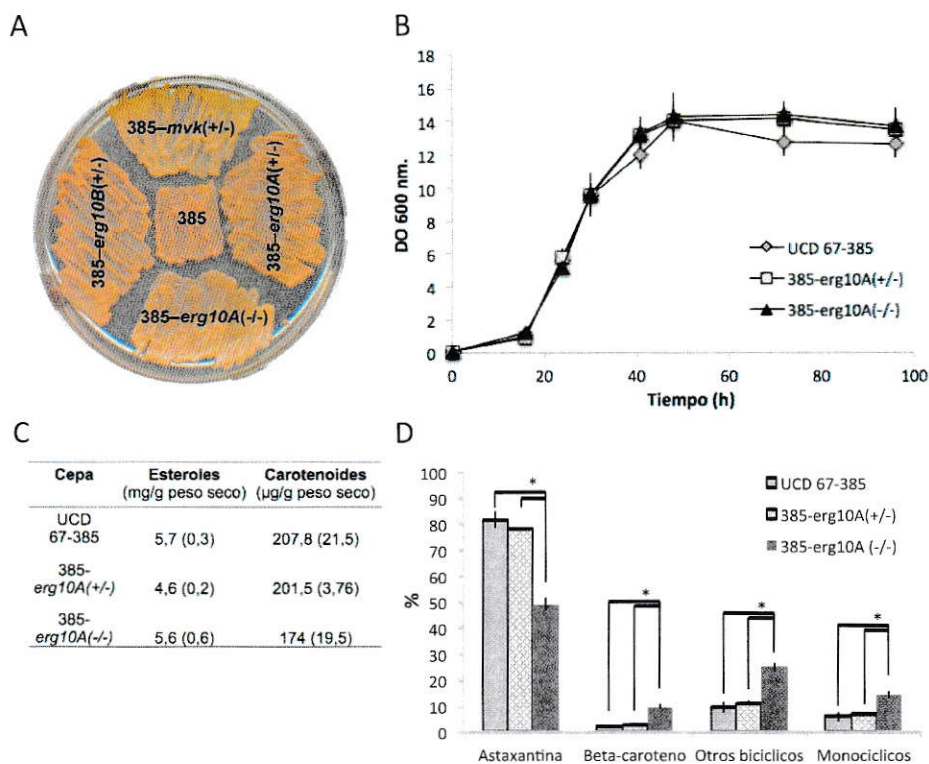 A
385–mvk(+/-)
385–erg10B(+/-)
385
385–erg10A(+/-)
385–erg10A(-/-)
B
18
16
14
12
10
8
6
4
2
0
DO 600 nm.
0
20
40
60
80
100
Tiempo (h)
UCD 67-385
385-erg10A(+/-)
385-erg10A(-/-)
C
Cepa Esteroles Carotenoides
(mg/g peso seco) (µg/g peso seco)
UCD
67-385 5,7 (0,3) 207,8 (21,5)
385-
erg10A(+/-) 4,6 (0,2) 201,5 (3,76)
385-
erg10A(-/-) 5,6 (0,6) 174 (19,5)
D
100
90
80
70
60
50
40
30
20
10
0
%
* * * *
UCD 67-385
385-erg10A(+/-)
385-erg10A (-/-)
Astaxantina Beta-caroteno Otros biciclicos Monociclicos